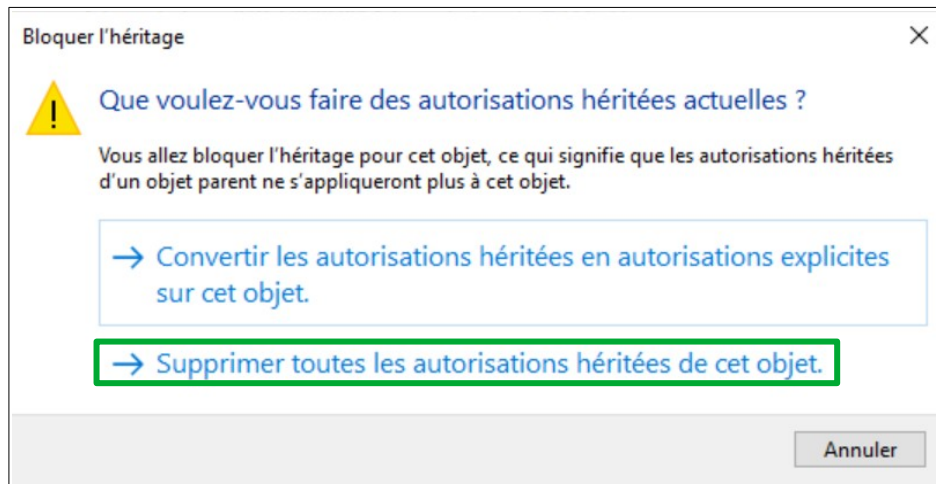 Bloquer l'héritage
Que voulez-vous faire des autorisations héritées actuelles ?
Vous allez bloquer l'héritage pour cet objet, ce qui signifie que les autorisations héritées
d'un objet parent ne s'appliqueront plus à cet objet.
→ Convertir les autorisations héritées en autorisations explicites
sur cet objet.
→ Supprimer toutes les autorisations héritées de cet objet.
Annuler